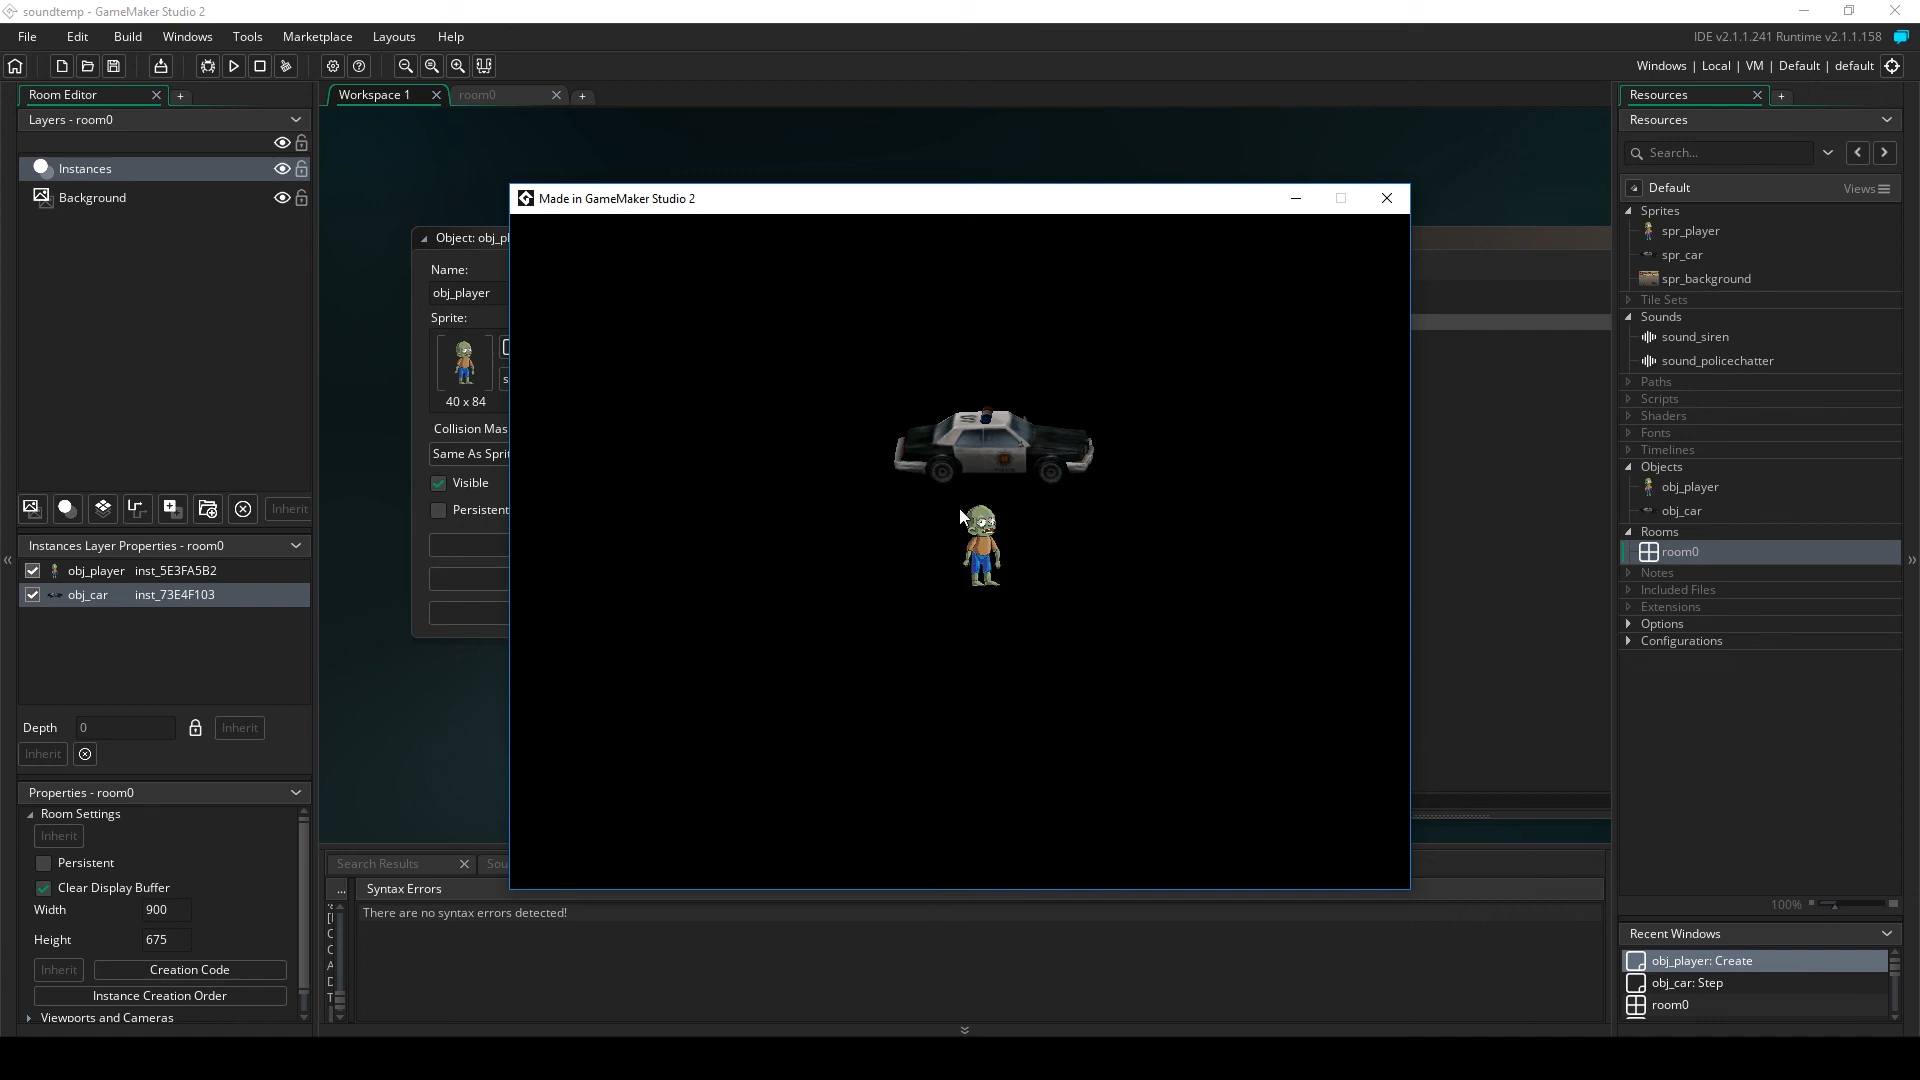 soundtemp - GameMaker Studio 2
File Edit Build Windows Tools Marketplace Layouts Help
IDE v2.1.1.241 Runtime v2.1.1.158
Windows | Local | VM | Default | default
Room Editor
Layers - room0
Instances
Background
Inherit
Instances Layer Properties - room0
obj_player inst_5E3FA5B2
obj_car inst_73E4F103
Depth 0 Inherit
Inherit
Properties - room0
Room Settings
Inherit
Persistent
Clear Display Buffer
Width 900
Height 675
Inherit Creation Code
Instance Creation Order
Viewports and Cameras
Workspace 1 room0
Object: obj_pl
Name:
obj_player
Sprite:
s
40 x 84
Collision Mas
Same As Sprit
Visible
Persistent
Made in GameMaker Studio 2
Search Results Sou
... Syntax Errors
There are no syntax errors detected!
Resources
Resources
Search...
Default Views
Sprites
spr_player
spr_car
spr_background
Tile Sets
Sounds
sound_siren
sound_policechatter
Paths
Scripts
Shaders
Fonts
Timelines
Objects
obj_player
obj_car
Rooms
room0
Notes
Included Files
Extensions
Options
Configurations
100%
Recent Windows
obj_player: Create
obj_car: Step
room0